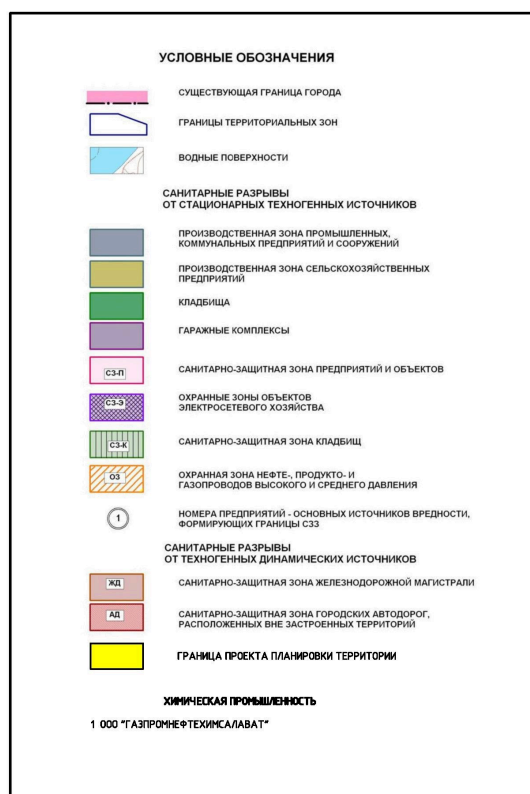 УСЛОВНЫЕ ОБОЗНАЧЕНИЯ
СУЩЕСТВУЮЩАЯ ГРАНИЦА ГОРОДА
ГРАНИЦЫ ТЕРРИТОРИАЛЬНЫХ ЗОН
ВОДНЫЕ ПОВЕРХНОСТИ
САНИТАРНЫЕ РАЗРЫВЫ
ОТ СТАЦИОНАРНЫХ ТЕХНОГЕННЫХ ИСТОЧНИКОВ
ПРОИЗВОДСТВЕННАЯ ЗОНА ПРОМЫШЛЕННЫХ,
КОММУНАЛЬНЫХ ПРЕДПРИЯТИЙ И СООРУЖЕНИЙ
ПРОИЗВОДСТВЕННАЯ ЗОНА СЕЛЬСКОХОЗЯЙСТВЕННЫХ
ПРЕДПРИЯТИЙ
КЛАДБИЩА
ГАРАЖНЫЕ КОМПЛЕКСЫ
СЗ-П САНИТАРНО-ЗАЩИТНАЯ ЗОНА ПРЕДПРИЯТИЙ И ОБЪЕКТОВ
СЗ-Э ОХРАННЫЕ ЗОНЫ ОБЪЕКТОВ
ЭЛЕКТРОСЕТЕВОГО ХОЗЯЙСТВА
СЗ-К САНИТАРНО-ЗАЩИТНАЯ ЗОНА КЛАДБИЩ
ОЗ ОХРАННАЯ ЗОНА НЕФТЕ-, ПРОДУКТО- И
ГАЗОПРОВОДОВ ВЫСОКОГО И СРЕДНЕГО ДАВЛЕНИЯ
1 НОМЕРА ПРЕДПРИЯТИЙ - ОСНОВНЫХ ИСТОЧНИКОВ ВРЕДНОСТИ,
ФОРМИРУЮЩИХ ГРАНИЦЫ СЗЗ
САНИТАРНЫЕ РАЗРЫВЫ
ОТ ТЕХНОГЕННЫХ ДИНАМИЧЕСКИХ ИСТОЧНИКОВ
ЖД САНИТАРНО-ЗАЩИТНАЯ ЗОНА ЖЕЛЕЗНОДОРОЖНОЙ МАГИСТРАЛИ
АД САНИТАРНО-ЗАЩИТНАЯ ЗОНА ГОРОДСКИХ АВТОДОРОГ,
РАСПОЛОЖЕННЫХ ВНЕ ЗАСТРОЕННЫХ ТЕРРИТОРИЙ
ГРАНИЦА ПРОЕКТА ПЛАНИРОВКИ ТЕРРИТОРИИ
ХИМИЧЕСКАЯ ПРОМЫШЛЕННОСТЬ
1 ООО "ГАЗПРОМНЕФТЕХИМСАЛАВАТ"